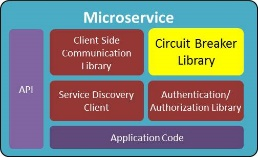 Microservice
API
Client Side
Communication
Library
Circuit Breaker
Library
Service Discovery
Client
Authentication/
Authorization Library
Application Code